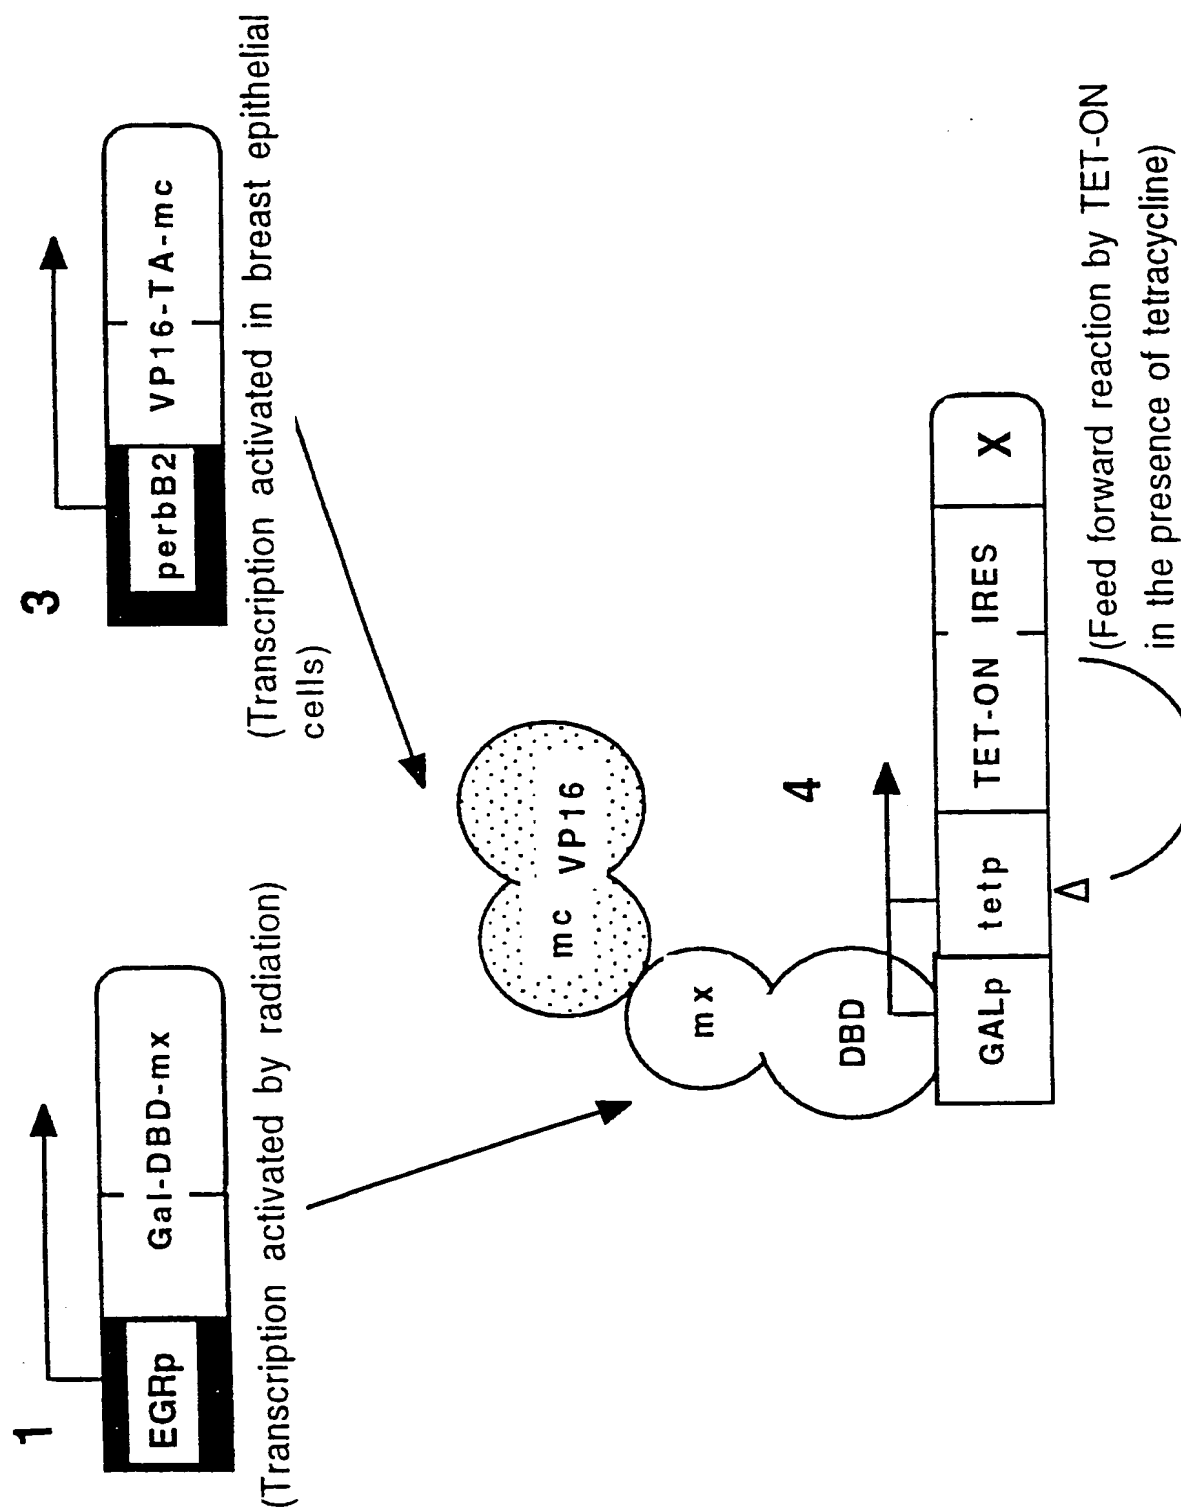 1
EGRp
Gal-DBD-mx
(Transcription activated by radiation)
3
perbB2
VP16-TA-mc
(Transcription activated in breast epithelial
cells)
mc
VP16
mx
DBD
4
GALp
tetp
TET-ON
IRES
X
(Feed forward reaction by TET-ON
in the presence of tetracycline)